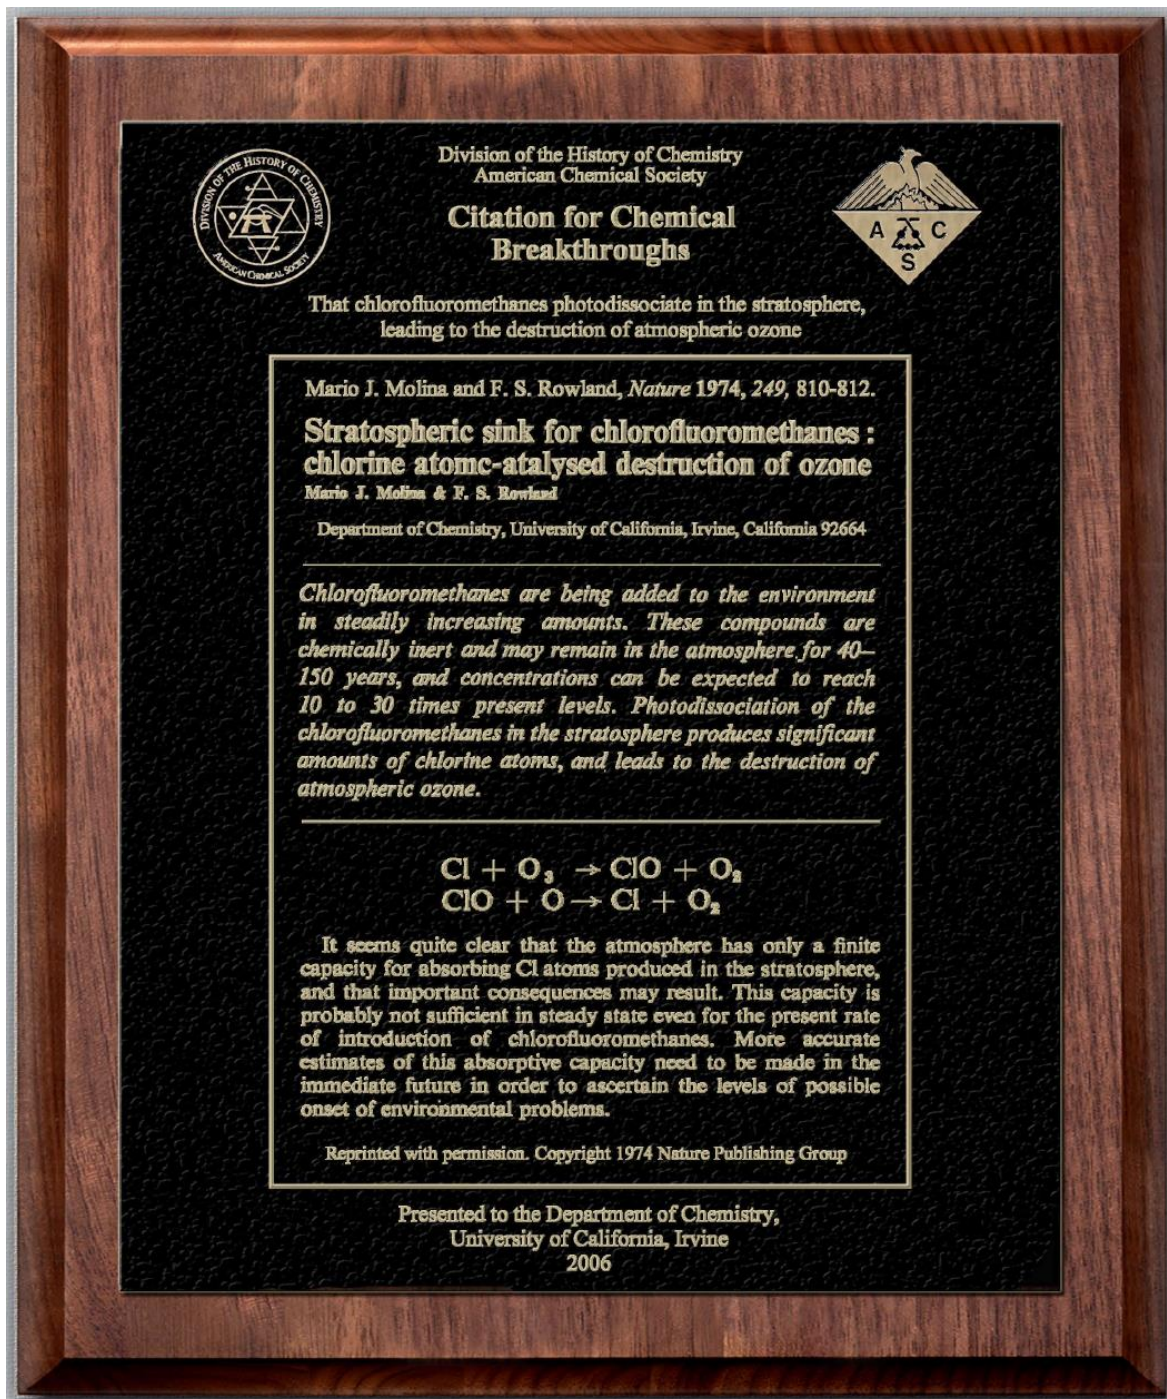 Division of the History of Chemistry
American Chemical Society
Citation for Chemical
Breakthroughs
DIVISION OF THE HISTORY OF CHEMISTRY
AMERICAN CHEMICAL SOCIETY
A C
S
That chlorofluoromethanes photodissociate in the stratosphere,
leading to the destruction of atmospheric ozone
Mario J. Molina and F. S. Rowland, Nature 1974, 249, 810-812.
Stratospheric sink for chlorofluoromethanes :
chlorine atomc-atalysed destruction of ozone
Mario J. Molina & F. S. Rowland
Department of Chemistry, University of California, Irvine, California 92664
Chlorofluoromethanes are being added to the environment
in steadily increasing amounts. These compounds are
chemically inert and may remain in the atmosphere for 40–
150 years, and concentrations can be expected to reach
10 to 30 times present levels. Photodissociation of the
chlorofluoromethanes in the stratosphere produces significant
amounts of chlorine atoms, and leads to the destruction of
atmospheric ozone.
Cl + O₃ → ClO + O₂
ClO + O → Cl + O₂
It seems quite clear that the atmosphere has only a finite
capacity for absorbing Cl atoms produced in the stratosphere,
and that important consequences may result. This capacity is
probably not sufficient in steady state even for the present rate
of introduction of chlorofluoromethanes. More accurate
estimates of this absorptive capacity need to be made in the
immediate future in order to ascertain the levels of possible
onset of environmental problems.
Reprinted with permission. Copyright 1974 Nature Publishing Group
Presented to the Department of Chemistry,
University of California, Irvine
2006